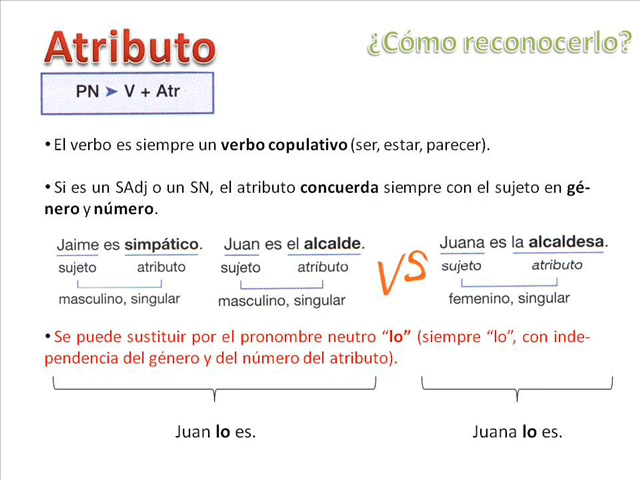 Atributo
¿Cómo reconocerlo?
PN ➤ V + Atr
• El verbo es siempre un verbo copulativo (ser, estar, parecer).
• Si es un SAdj o un SN, el atributo concuerda siempre con el sujeto en gé-
nero y número.
Jaime es simpático. Juan es el alcalde. Juana es la alcaldesa.
sujeto atributo sujeto atributo VS sujeto atributo
masculino, singular masculino, singular femenino, singular
• Se puede sustituir por el pronombre neutro “lo” (siempre “lo”, con inde-
pendencia del género y del número del atributo).
Juan lo es. Juana lo es.